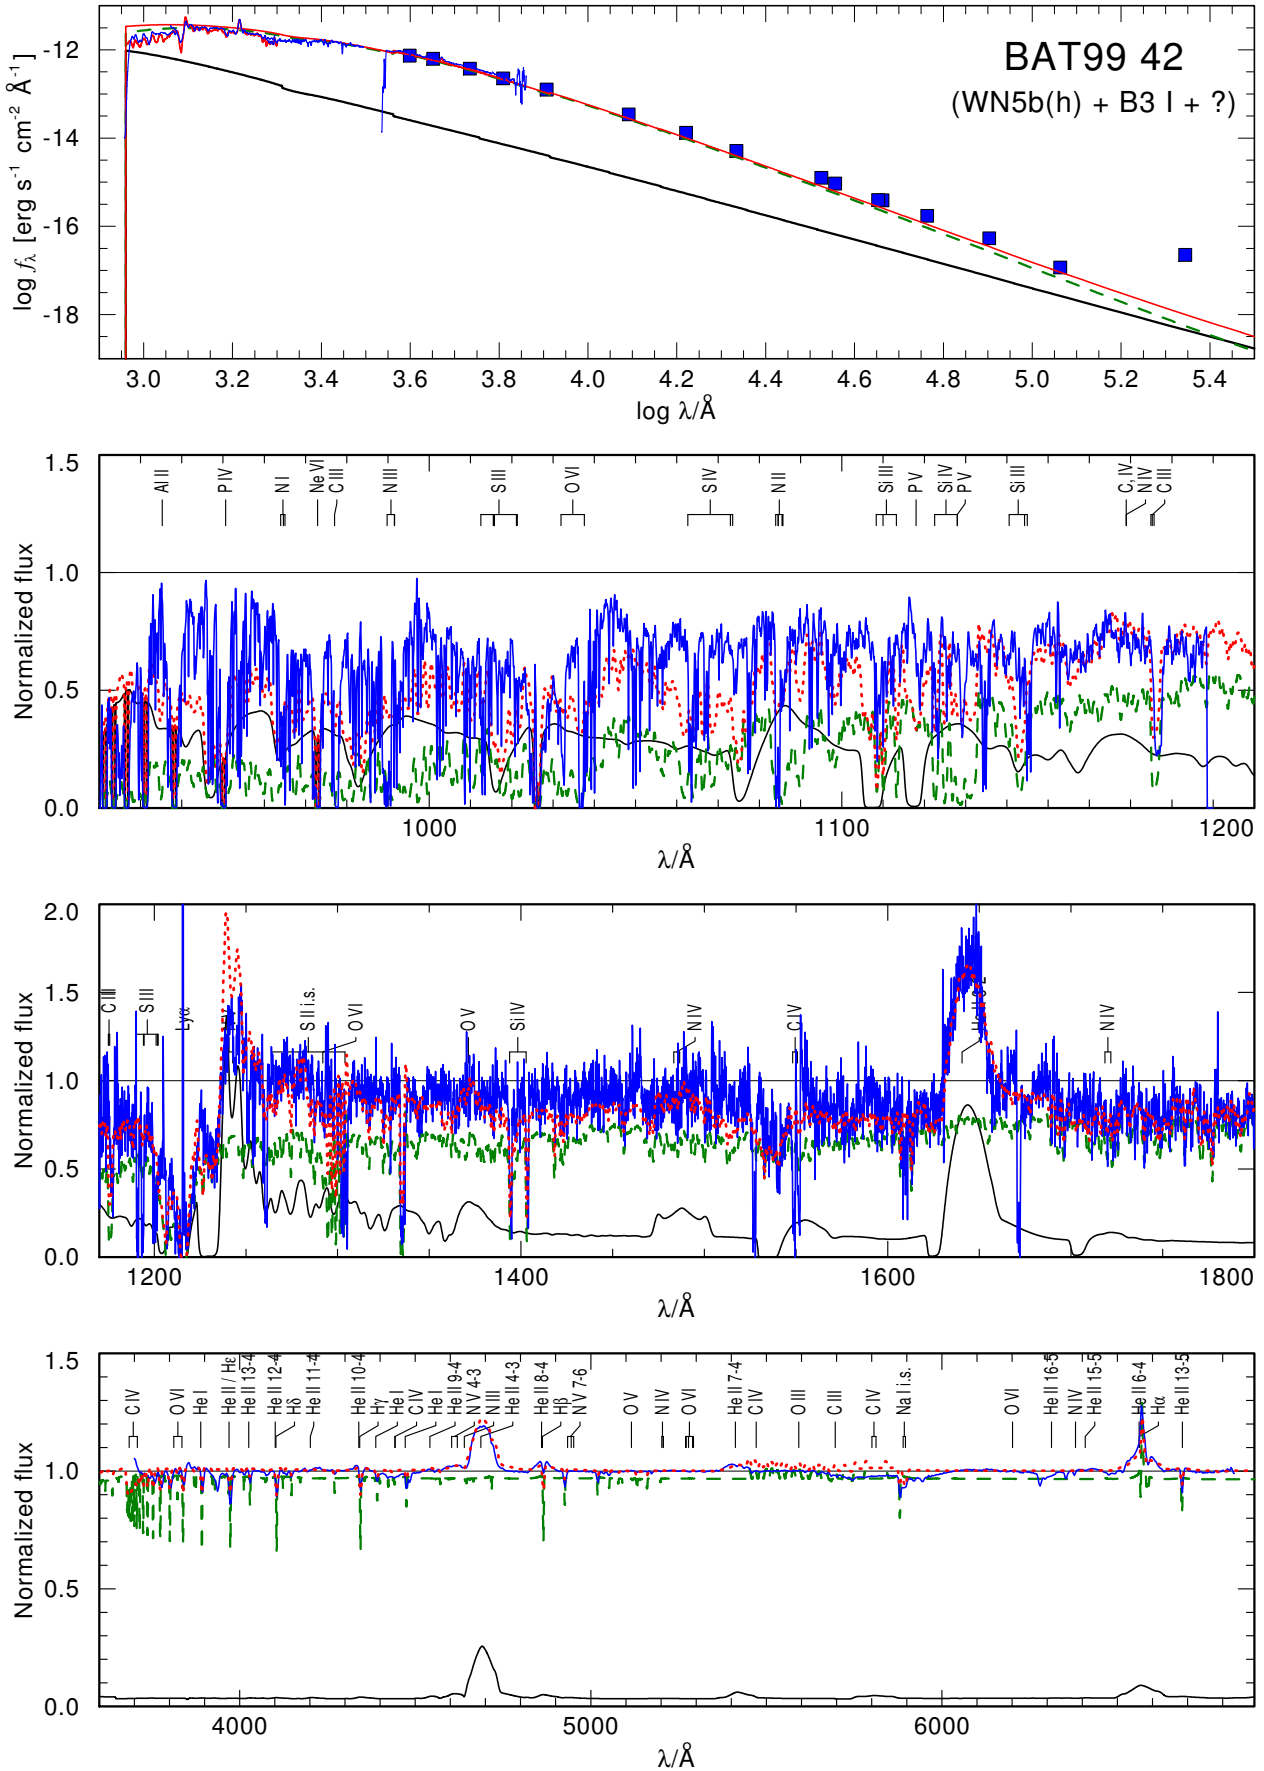 BAT99 42
(WN5b(h) + B3 I + ?)
log fλ [erg s-1 cm-2 Å-1]
-12
-14
-16
-18
3.0 3.2 3.4 3.6 3.8 4.0 4.2 4.4 4.6 4.8 5.0 5.2 5.4
log λ/Å
Al II P IV N I Ne VI C III N III S III O VI S IV N II Si III P V Si IV P V Si III C, IV N IV C III
Normalized flux
1.5
1.0
0.5
0.0
1000 1100 1200
λ/Å
C III S III Lyα S II i.s. O VI O V Si IV N IV C IV He II 3-2 N IV
Normalized flux
2.0
1.5
1.0
0.5
0.0
1200 1400 1600 1800
λ/Å
C IV O VI He I He II / Hε He II 13-4 He II 12-4 Hδ He II 11-4 He II 10-4 Hγ He I C IV He I He II 9-4 N V 4-3 N III He II 4-3 He II 8-4 Hβ N V 7-6 O V N IV O VI He II 7-4 C IV O III C III C IV Na I i.s. O VI He II 16-5 N IV He II 15-5 He II 6-4 Hα He II 13-5
Normalized flux
1.5
1.0
0.5
0.0
4000 5000 6000
λ/Å